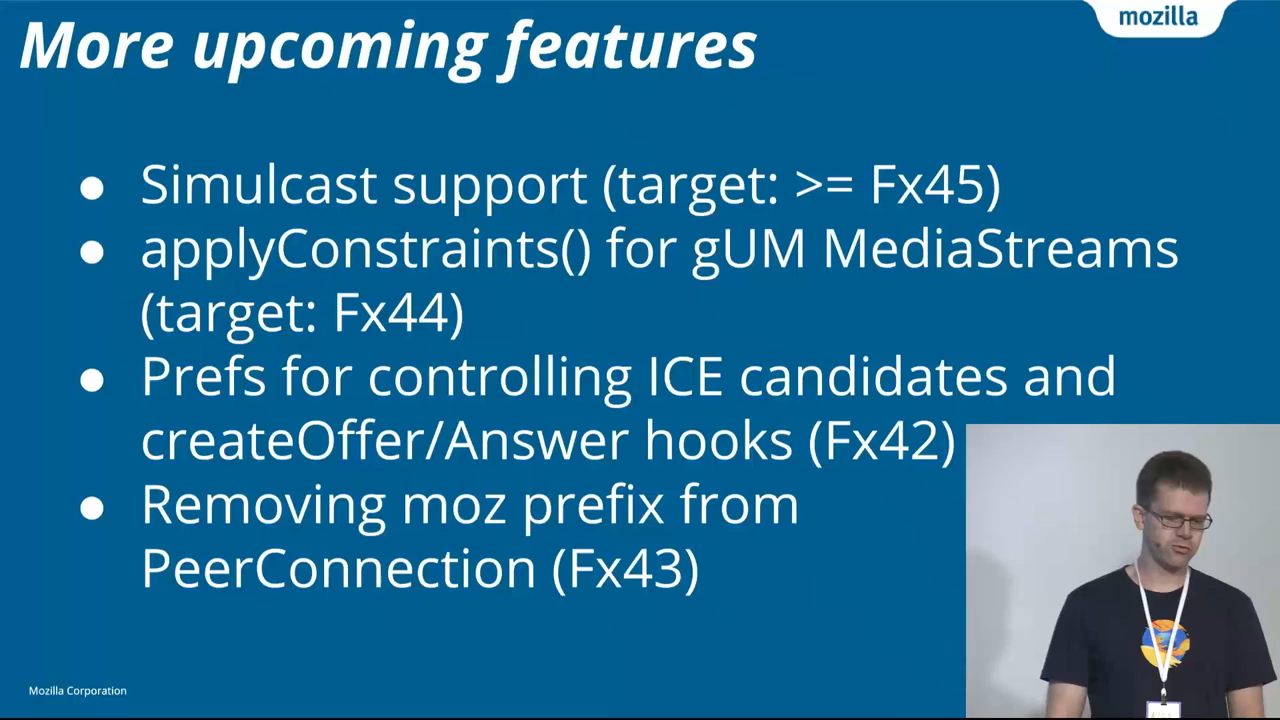 More upcoming features
mozilla
● Simulcast support (target: >= Fx45)
● applyConstraints() for gUM MediaStreams
(target: Fx44)
● Prefs for controlling ICE candidates and
createOffer/Answer hooks (Fx42)
● Removing moz prefix from
PeerConnection (Fx43)
Mozilla Corporation